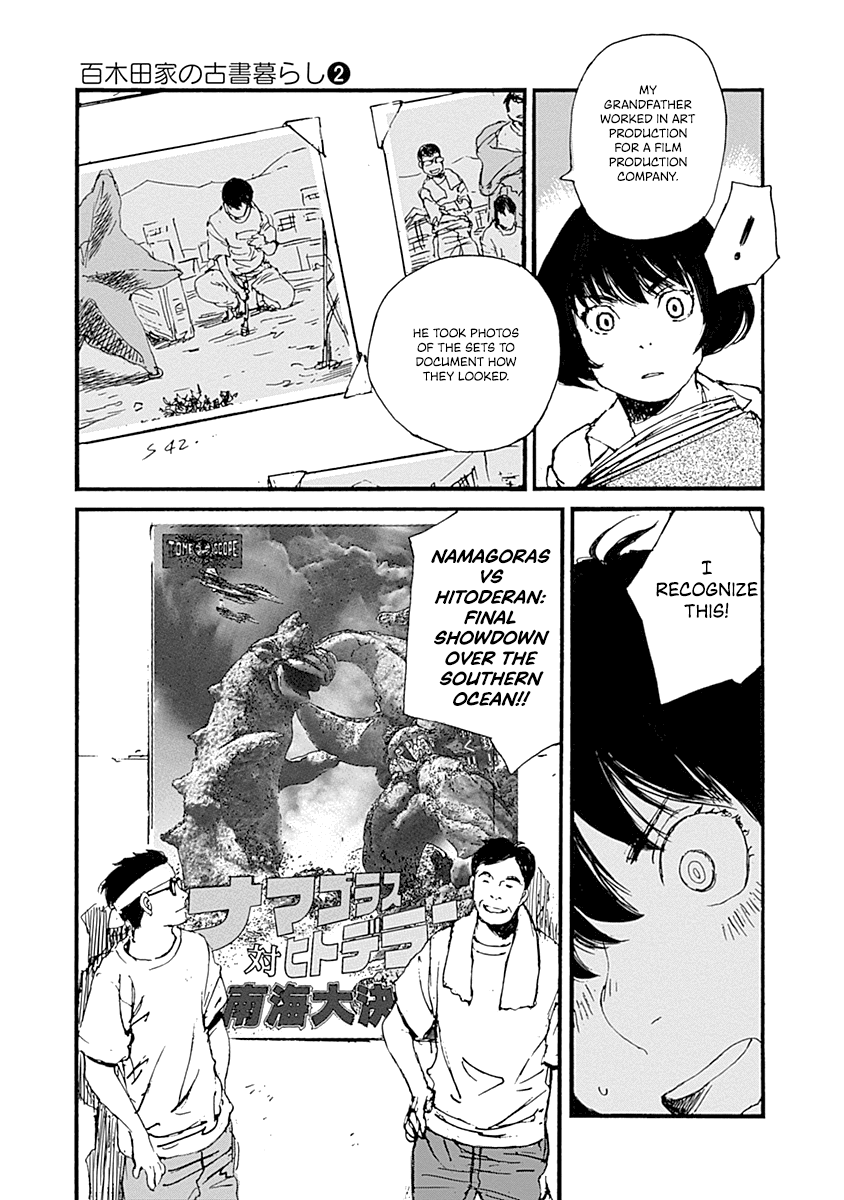 百木田家の古書暮らし❷
MY
GRANDFATHER
WORKED IN ART
PRODUCTION
FOR A FILM
PRODUCTION
COMPANY.
!
HE TOOK PHOTOS
OF THE SETS TO
DOCUMENT HOW
THEY LOOKED.
S 42.
I
RECOGNIZE
THIS!
NAMAGORAS
VS
HITODERAN:
FINAL
SHOWDOWN
OVER THE
SOUTHERN
OCEAN!!
TOME SCOPE
ナマゴラス
対ヒトデラ
南海大決